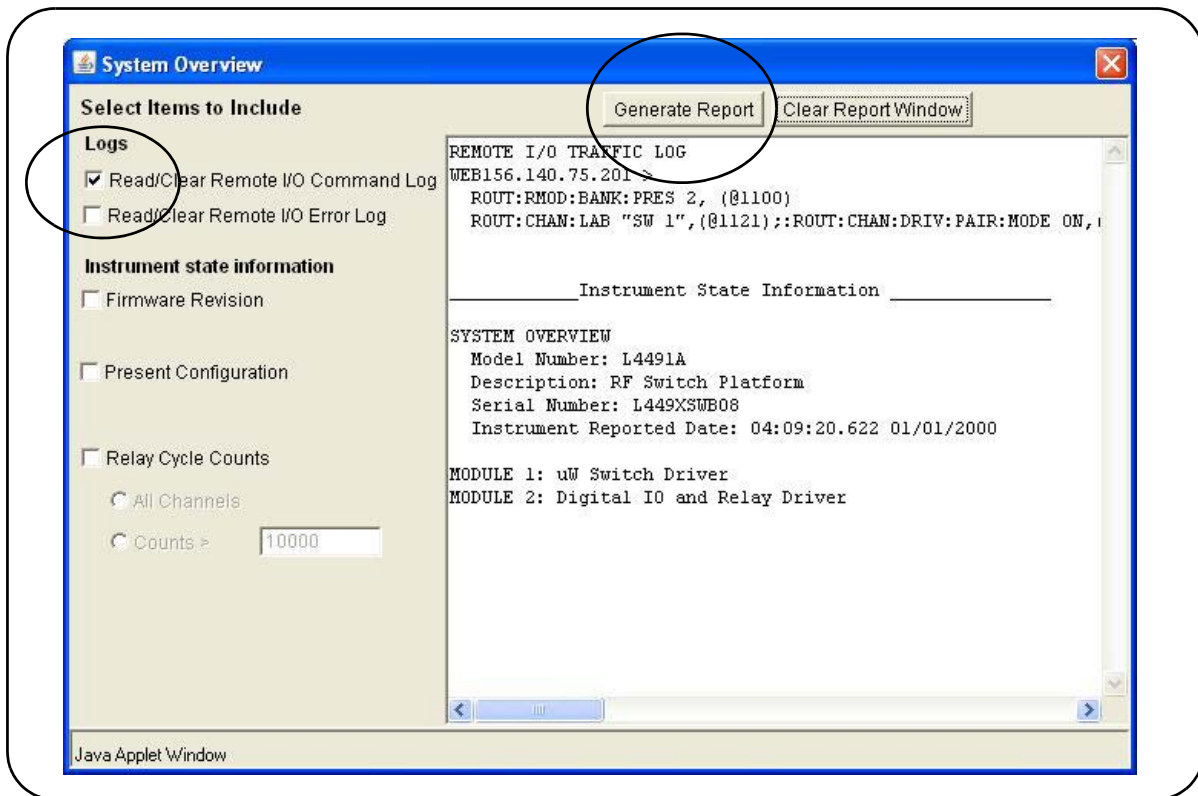 System Overview
Select Items to Include
Generate Report
Clear Report Window
Logs
Read/Clear Remote I/O Command Log
Read/Clear Remote I/O Error Log
Instrument state information
Firmware Revision
Present Configuration
Relay Cycle Counts
All Channels
Counts >
10000
REMOTE I/O TRAFFIC LOG
WEB156.140.75.201 >
ROUT:RMOD:BANK:PRES 2, (@1100)
ROUT:CHAN:LAB "SW 1",(@1121);:ROUT:CHAN:DRIV:PAIR:MODE ON,
____________Instrument State Information _______________
SYSTEM OVERVIEW
Model Number: L4491A
Description: RF Switch Platform
Serial Number: L449XSWB08
Instrument Reported Date: 04:09:20.622 01/01/2000
MODULE 1: uW Switch Driver
MODULE 2: Digital IO and Relay Driver
Java Applet Window